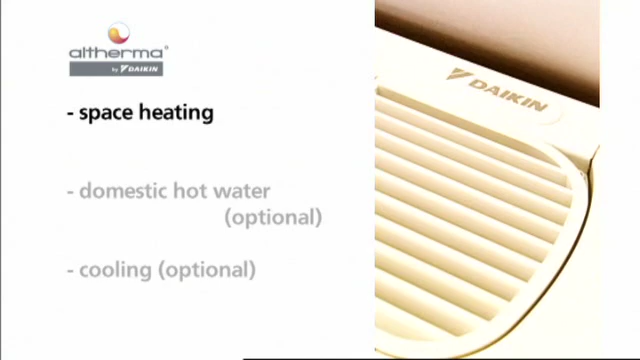 altherma®
by DAIKIN
- space heating
- domestic hot water
(optional)
- cooling (optional)
DAIKIN